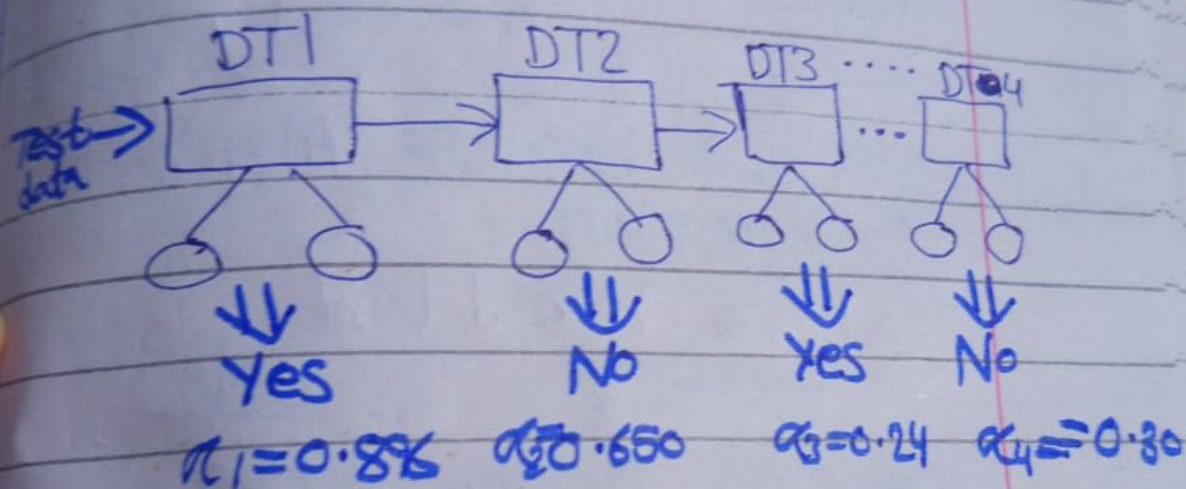 DT1 DT2 DT3 ..... DT4
Test data
...
Yes No Yes No
α1=0.896 α2=0.650 α3=0.24 α4=0.30